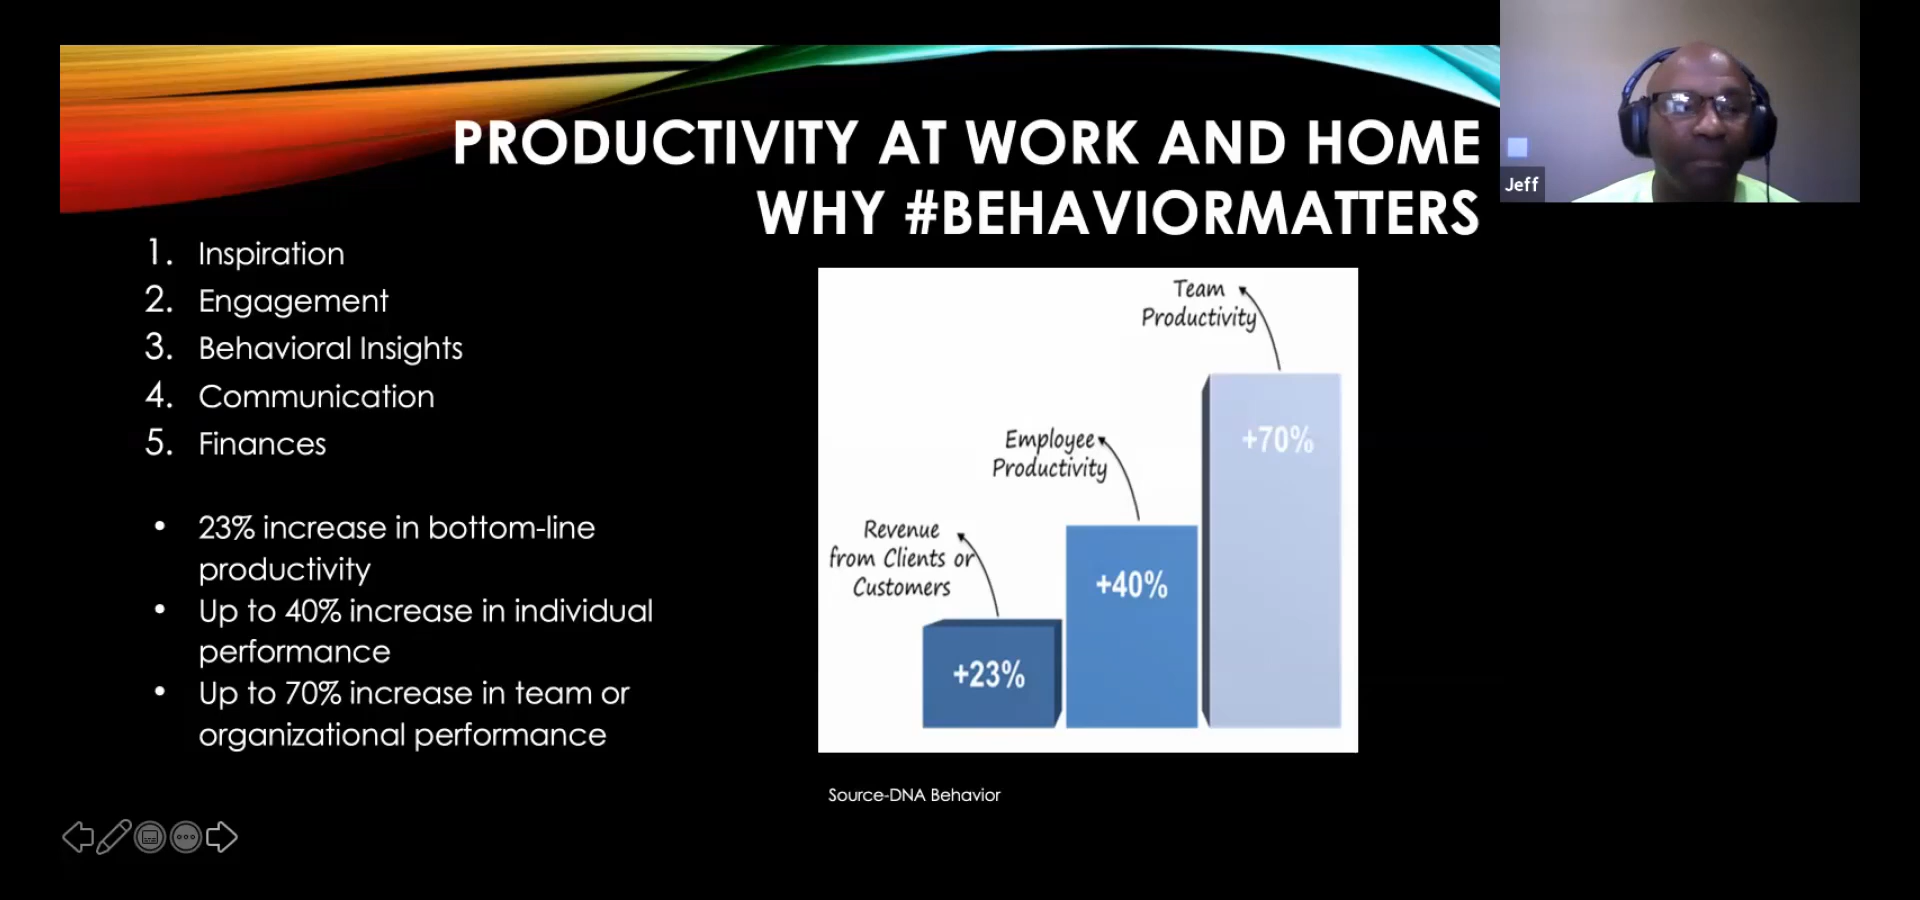 PRODUCTIVITY AT WORK AND HOME
WHY #BEHAVIORMATTERS
Jeff
1. Inspiration
2. Engagement
3. Behavioral Insights
4. Communication
5. Finances
• 23% increase in bottom-line
productivity
• Up to 40% increase in individual
performance
• Up to 70% increase in team or
organizational performance
Team
Productivity
+70%
Employee
Productivity
+40%
Revenue
from Clients or
Customers
+23%
Source-DNA Behavior